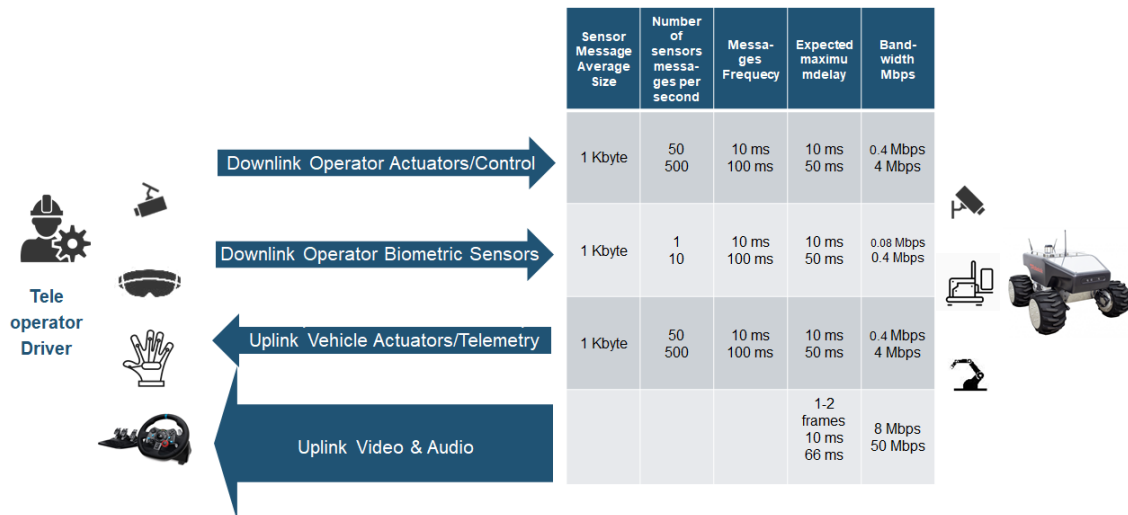 Sensor
Message
Average
Size
Number
of
sensors
messa-
ges per
second
Messa-
ges
Frequecy
Expected
maximu
mdelay
Band-
width
Mbps
Downlink Operator Actuators/Control
1 Kbyte
50
500
10 ms
100 ms
10 ms
50 ms
0.4 Mbps
4 Mbps
Downlink Operator Biometric Sensors
1 Kbyte
1
10
10 ms
100 ms
10 ms
50 ms
0.08 Mbps
0.4 Mbps
Tele
operator
Driver
Uplink Vehicle Actuators/Telemetry
1 Kbyte
50
500
10 ms
100 ms
10 ms
50 ms
0.4 Mbps
4 Mbps
Uplink Video & Audio
1-2
frames
10 ms
66 ms
8 Mbps
50 Mbps